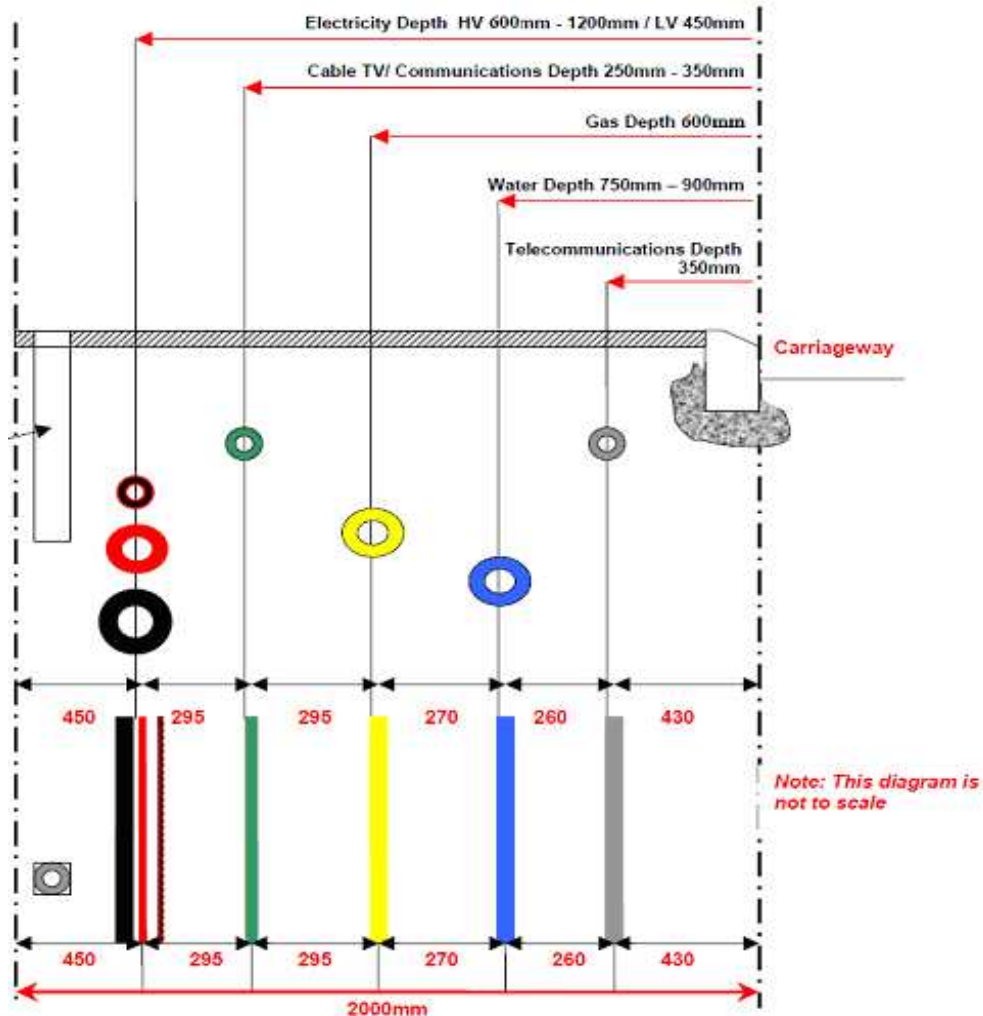 Electricity Depth HV 600mm - 1200mm / LV 450mm
Cable TV/ Communications Depth 250mm - 350mm
Gas Depth 600mm
Water Depth 750mm – 900mm
Telecommunications Depth
350mm
Carriageway
450 295 295 270 260 430
Note: This diagram is
not to scale
450 295 295 270 260 430
2000mm